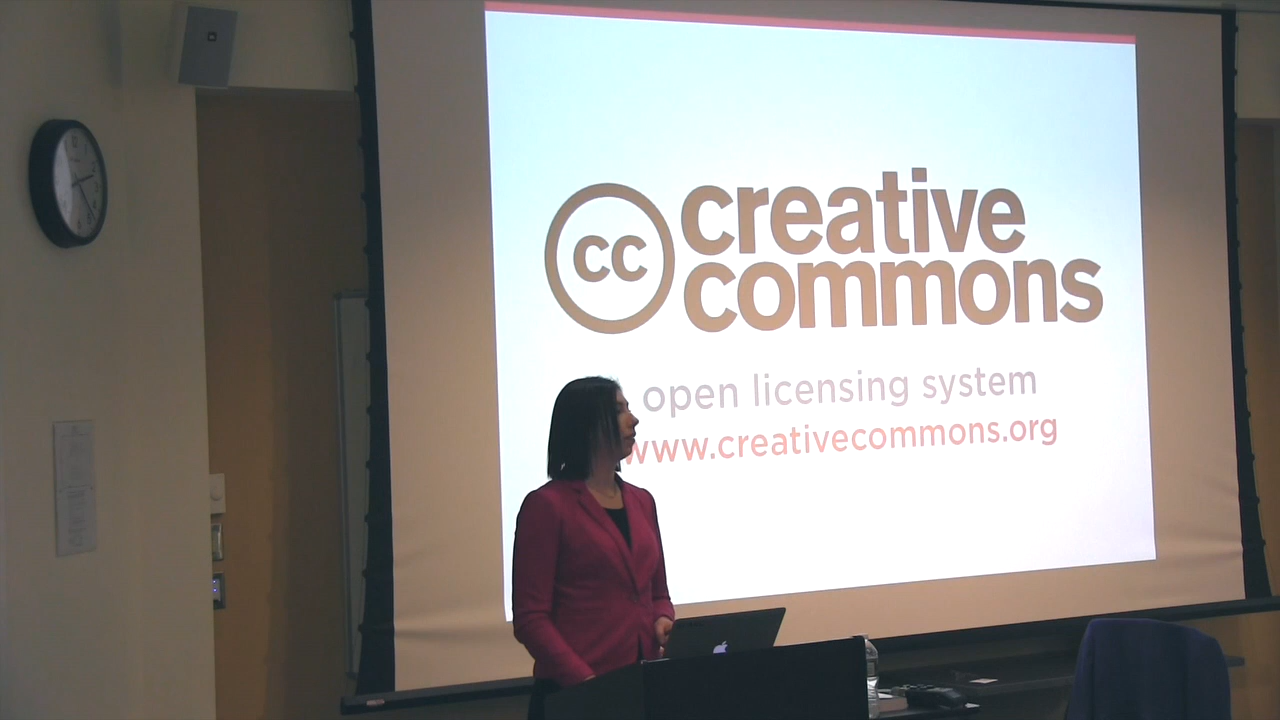 cc creative
commons
open licensing system
www.creativecommons.org